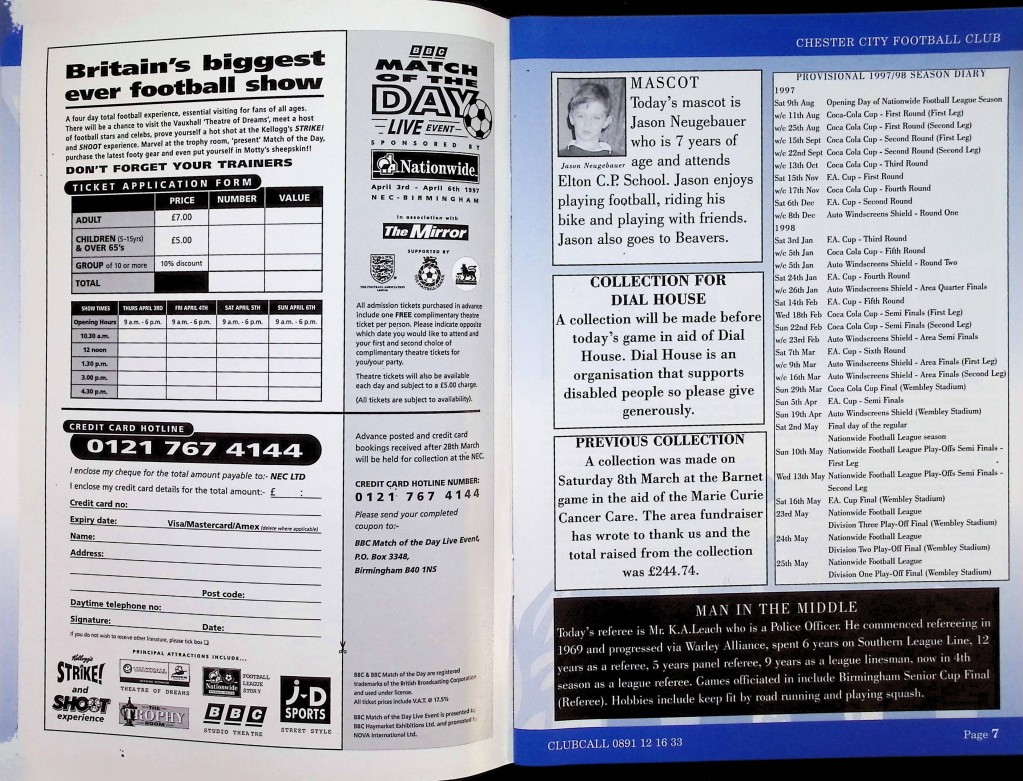 Britain's biggest
ever football show
A four day total football experience, essential visiting for fans of all ages.
There will be a chance to visit the Vauxhall 'Theatre of Dreams', meet a host
of football stars and celebs, prove yourself a hot shot at the Kellogg's STRIKE!
and SHOOT experience. Marvel at the trophy room, 'present' Match of the Day,
purchase the latest footy gear and even put yourself in Motty's sheepskin!!
DON'T FORGET YOUR TRAINERS
TICKET APPLICATION FORM
PRICE NUMBER VALUE
ADULT £7.00
CHILDREN (5-15yrs) & OVER 65's £5.00
GROUP of 10 or more 10% discount
TOTAL
SHOW TIMES THURS APRIL 3RD FRI APRIL 4TH SAT APRIL 5TH SUN APRIL 6TH
Opening Hours 9 a.m. - 6 p.m. 9 a.m. - 6 p.m. 9 a.m. - 6 p.m. 9 a.m. - 6 p.m.
10.30 a.m.
12 noon
1.30 p.m.
3.00 p.m.
4.30 p.m.
CREDIT CARD HOTLINE
0121 767 4144
I enclose my cheque for the total amount payable to:- NEC LTD
I enclose my credit card details for the total amount:- £ :
Credit card no:
Expiry date: Visa/Mastercard/Amex (delete where applicable)
Name:
Address:
Post code:
Daytime telephone no:
Signature: Date:
If you do not wish to receive other literature, please tick box
PRINCIPAL ATTRACTIONS INCLUDE...
Kellogg's
STRIKE!
and
SHOOT
experience
THEATRE OF DREAMS
THE TROPHY ROOM
Nationwide
FOOTBALL
LEAGUE
STORY
BBC
STUDIO THEATRE
J-D
SPORTS
STREET STYLE
BBC
MATCH
OF THE
DAY
LIVE EVENT
SPONSORED BY
Nationwide
April 3rd - April 6th 1997
NEC-BIRMINGHAM
In association with
The Mirror
SUPPORTED BY
THE FOOTBALL ASSOCIATION
All admission tickets purchased in advance
include one FREE complimentary theatre
ticket per person. Please indicate opposite
which date you would like to attend and
your first and second choice of
complimentary theatre tickets for
you/your party.
Theatre tickets will also be available
each day and subject to a £5.00 charge.
(All tickets are subject to availability).
Advance posted and credit card
bookings received after 28th March
will be held for collection at the NEC.
CREDIT CARD HOTLINE NUMBER:
0121 767 4144
Please send your completed
coupon to:-
BBC Match of the Day Live Event,
P.O. Box 3348,
Birmingham B40 1NS
BBC & BBC Match of the Day are registered
trademarks of the British Broadcasting Corporation
and used under license.
All ticket prices include V.A.T. @ 17.5%
BBC Match of the Day Live Event is presented by
BBC Haymarket Exhibitions Ltd. and promoted by
NOVA International Ltd.
CHESTER CITY FOOTBALL CLUB
MASCOT
Today's mascot is
Jason Neugebauer
who is 7 years of
age and attends
Jason Neugebauer
Elton C.P. School. Jason enjoys
playing football, riding his
bike and playing with friends.
Jason also goes to Beavers.
COLLECTION FOR
DIAL HOUSE
A collection will be made before
today's game in aid of Dial
House. Dial House is an
organisation that supports
disabled people so please give
generously.
PREVIOUS COLLECTION
A collection was made on
Saturday 8th March at the Barnet
game in the aid of the Marie Curie
Cancer Care. The area fundraiser
has wrote to thank us and the
total raised from the collection
was £244.74.
PROVISIONAL 1997/98 SEASON DIARY
1997
Sat 9th Aug Opening Day of Nationwide Football League Season
w/c 11th Aug Coca-Cola Cup - First Round (First Leg)
w/c 25th Aug Coca Cola Cup - First Round (Second Leg)
w/c 15th Sept Coca Cola Cup - Second Round (First Leg)
w/c 22nd Sept Coca Cola Cup - Second Round (Second Leg)
w/c 13th Oct Coca Cola Cup - Third Round
Sat 15th Nov F.A. Cup - First Round
w/c 17th Nov Coca Cola Cup - Fourth Round
Sat 6th Dec F.A. Cup - Second Round
w/c 8th Dec Auto Windscreens Shield - Round One
1998
Sat 3rd Jan F.A. Cup - Third Round
w/c 5th Jan Coca Cola Cup - Fifth Round
w/c 5th Jan Auto Windscreens Shield - Round Two
Sat 24th Jan F.A. Cup - Fourth Round
w/c 26th Jan Auto Windscreens Shield - Area Quarter Finals
Sat 14th Feb F.A. Cup - Fifth Round
Wed 18th Feb Coca Cola Cup - Semi Finals (First Leg)
Sun 22nd Feb Coca Cola Cup - Semi Finals (Second Leg)
w/c 23rd Feb Auto Windscreens Shield - Area Semi Finals
Sat 7th Mar F.A. Cup - Sixth Round
w/c 9th Mar Auto Windscreens Shield - Area Finals (First Leg)
w/c 16th Mar Auto Windscreens Shield - Area Finals (Second Leg)
Sun 29th Mar Coca Cola Cup Final (Wembley Stadium)
Sun 5th Apr F.A. Cup - Semi Finals
Sun 19th Apr Auto Windscreens Shield (Wembley Stadium)
Sat 2nd May Final day of the regular
Nationwide Football League season
Sun 10th May Nationwide Football League Play-Offs Semi Finals -
First Leg
Wed 13th May Nationwide Football League Play-Offs Semi Finals -
Second Leg
Sat 16th May F.A. Cup Final (Wembley Stadium)
23rd May Nationwide Football League
Division Three Play-Off Final (Wembley Stadium)
24th May Nationwide Football League
Division Two Play-Off Final (Wembley Stadium)
25th May Nationwide Football League
Division One Play-Off Final (Wembley Stadium)
MAN IN THE MIDDLE
Today's referee is Mr. K.A.Leach who is a Police Officer. He commenced refereeing in
1969 and progressed via Warley Alliance, spent 6 years on Southern League Line, 12
years as a referee, 5 years panel referee, 9 years as a league linesman, now in 4th
season as a league referee. Games officiated in include Birmingham Senior Cup Final
(Referee). Hobbies include keep fit by road running and playing squash.
CLUBCALL 0891 12 16 33
Page 7